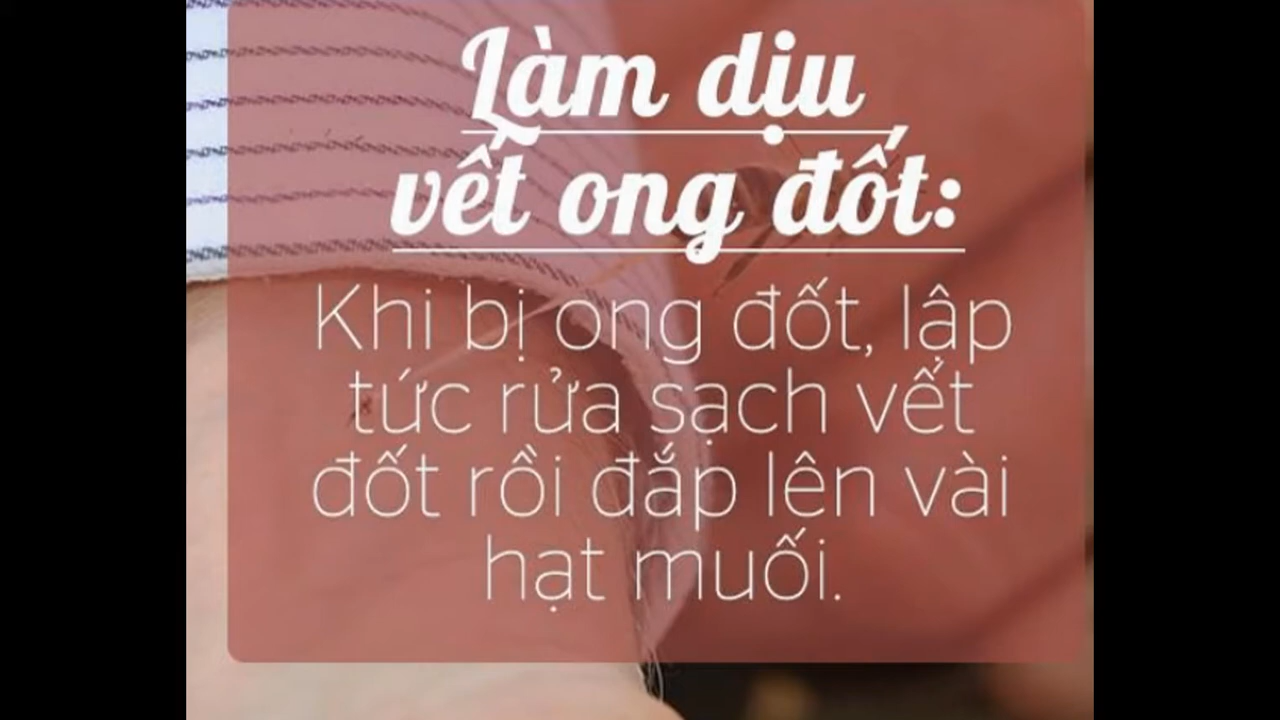 Làm dịu
vết ong đốt:
Khi bị ong đốt, lập
tức rửa sạch vết
đốt rồi đắp lên vài
hạt muối.